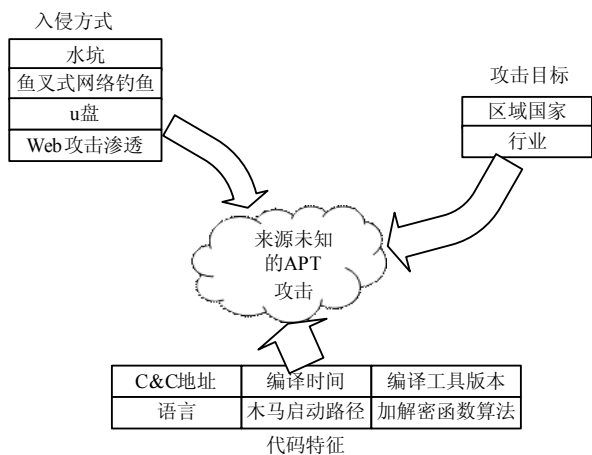 入侵方式
水坑
鱼叉式网络钓鱼
u盘
Web攻击渗透
攻击目标
区域国家
行业
来源未知
的APT
攻击
C&C地址 编译时间 编译工具版本
语言 木马启动路径 加解密函数算法
代码特征